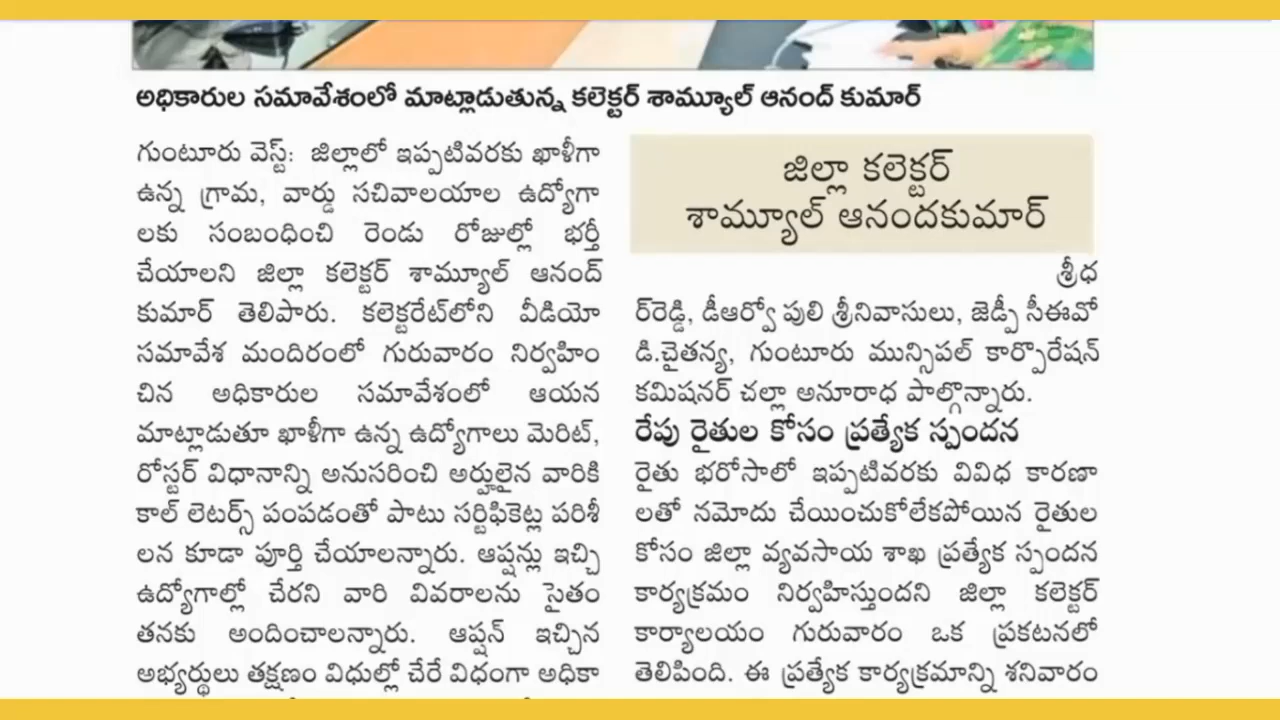 అధికారుల సమావేశంలో మాట్లాడుతున్న కలెక్టర్ శామ్యూల్ ఆనంద్ కుమార్
గుంటూరు వెస్ట్: జిల్లాలో ఇప్పటివరకు ఖాళీగా
ఉన్న గ్రామ, వార్డు సచివాలయాల ఉద్యోగా
లకు సంబంధించి రెండు రోజుల్లో భర్తీ
చేయాలని జిల్లా కలెక్టర్ శామ్యూల్ ఆనంద్
కుమార్ తెలిపారు. కలెక్టరేట్‌లోని వీడియో
సమావేశ మందిరంలో గురువారం నిర్వహిం
చిన అధికారుల సమావేశంలో ఆయన
మాట్లాడుతూ ఖాళీగా ఉన్న ఉద్యోగాలు మెరిట్,
రోస్టర్ విధానాన్ని అనుసరించి అర్హులైన వారికి
కాల్ లెటర్స్ పంపడంతో పాటు సర్టిఫికెట్ల పరిశీ
లన కూడా పూర్తి చేయాలన్నారు. ఆప్షన్లు ఇచ్చి
ఉద్యోగాల్లో చేరని వారి వివరాలను సైతం
తనకు అందించాలన్నారు. ఆప్షన్ ఇచ్చిన
అభ్యర్థులు తక్షణం విధుల్లో చేరే విధంగా అధికా
జిల్లా కలెక్టర్
శామ్యూల్ ఆనందకుమార్
శ్రీధ
ర్‌రెడ్డి, డీఆర్వో పులి శ్రీనివాసులు, జెడ్పీ సీఈవో
డి.చైతన్య, గుంటూరు మున్సిపల్ కార్పొరేషన్
కమిషనర్ చల్లా అనూరాధ పాల్గొన్నారు.
రేపు రైతుల కోసం ప్రత్యేక స్పందన
రైతు భరోసాలో ఇప్పటివరకు వివిధ కారణా
లతో నమోదు చేయించుకోలేకపోయిన రైతుల
కోసం జిల్లా వ్యవసాయ శాఖ ప్రత్యేక స్పందన
కార్యక్రమం నిర్వహిస్తుందని జిల్లా కలెక్టర్
కార్యాలయం గురువారం ఒక ప్రకటనలో
తెలిపింది. ఈ ప్రత్యేక కార్యక్రమాన్ని శనివారం